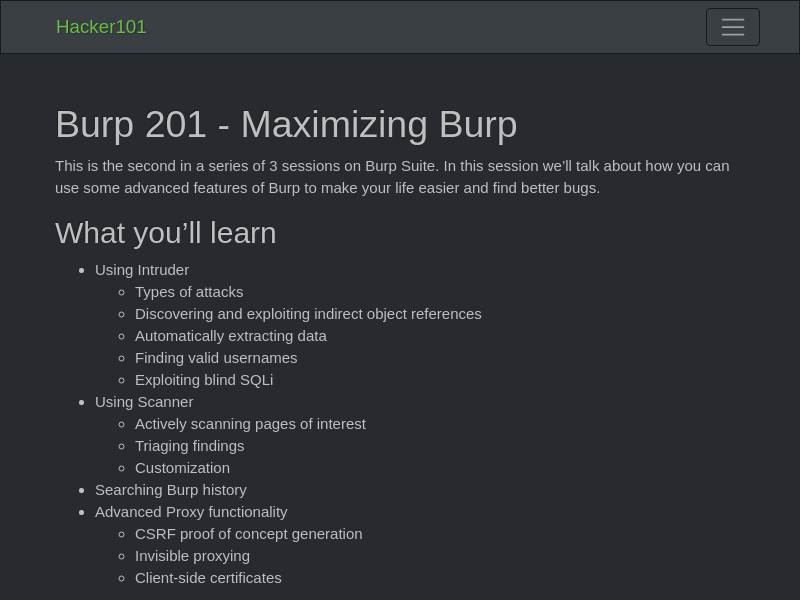 Hacker101
Burp 201 - Maximizing Burp
This is the second in a series of 3 sessions on Burp Suite. In this session we’ll talk about how you can
use some advanced features of Burp to make your life easier and find better bugs.
What you’ll learn
Using Intruder
Types of attacks
Discovering and exploiting indirect object references
Automatically extracting data
Finding valid usernames
Exploiting blind SQLi
Using Scanner
Actively scanning pages of interest
Triaging findings
Customization
Searching Burp history
Advanced Proxy functionality
CSRF proof of concept generation
Invisible proxying
Client-side certificates